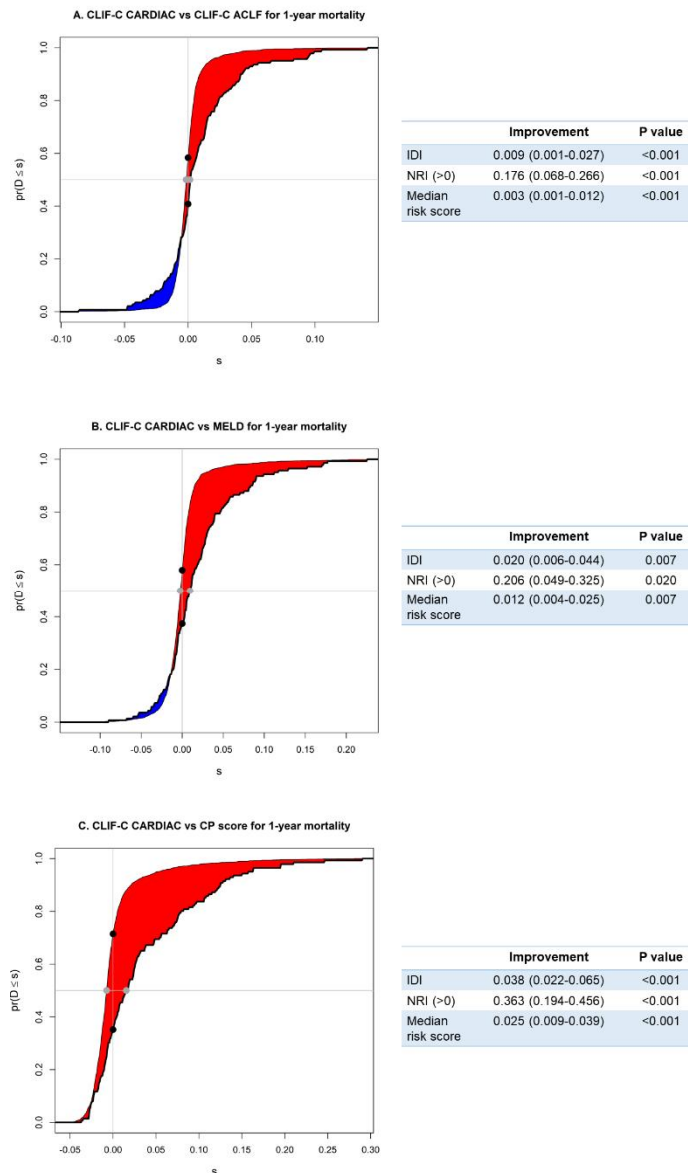 A. CLIF-C CARDIAC vs CLIF-C ACLF for 1-year mortality
pr(D ≤ s)
1.0
0.8
0.6
0.4
0.2
0.0
-0.10 -0.05 0.00 0.05 0.10
s
Improvement P value
IDI 0.009 (0.001-0.027) <0.001
NRI (>0) 0.176 (0.068-0.266) <0.001
Median 0.003 (0.001-0.012) <0.001
risk score
B. CLIF-C CARDIAC vs MELD for 1-year mortality
pr(D ≤ s)
1.0
0.8
0.6
0.4
0.2
0.0
-0.10 -0.05 0.00 0.05 0.10 0.15 0.20
s
Improvement P value
IDI 0.020 (0.006-0.044) 0.007
NRI (>0) 0.206 (0.049-0.325) 0.020
Median 0.012 (0.004-0.025) 0.007
risk score
C. CLIF-C CARDIAC vs CP score for 1-year mortality
pr(D ≤ s)
1.0
0.8
0.6
0.4
0.2
0.0
-0.05 0.00 0.05 0.10 0.15 0.20 0.25 0.30
s
Improvement P value
IDI 0.038 (0.022-0.065) <0.001
NRI (>0) 0.363 (0.194-0.456) <0.001
Median 0.025 (0.009-0.039) <0.001
risk score